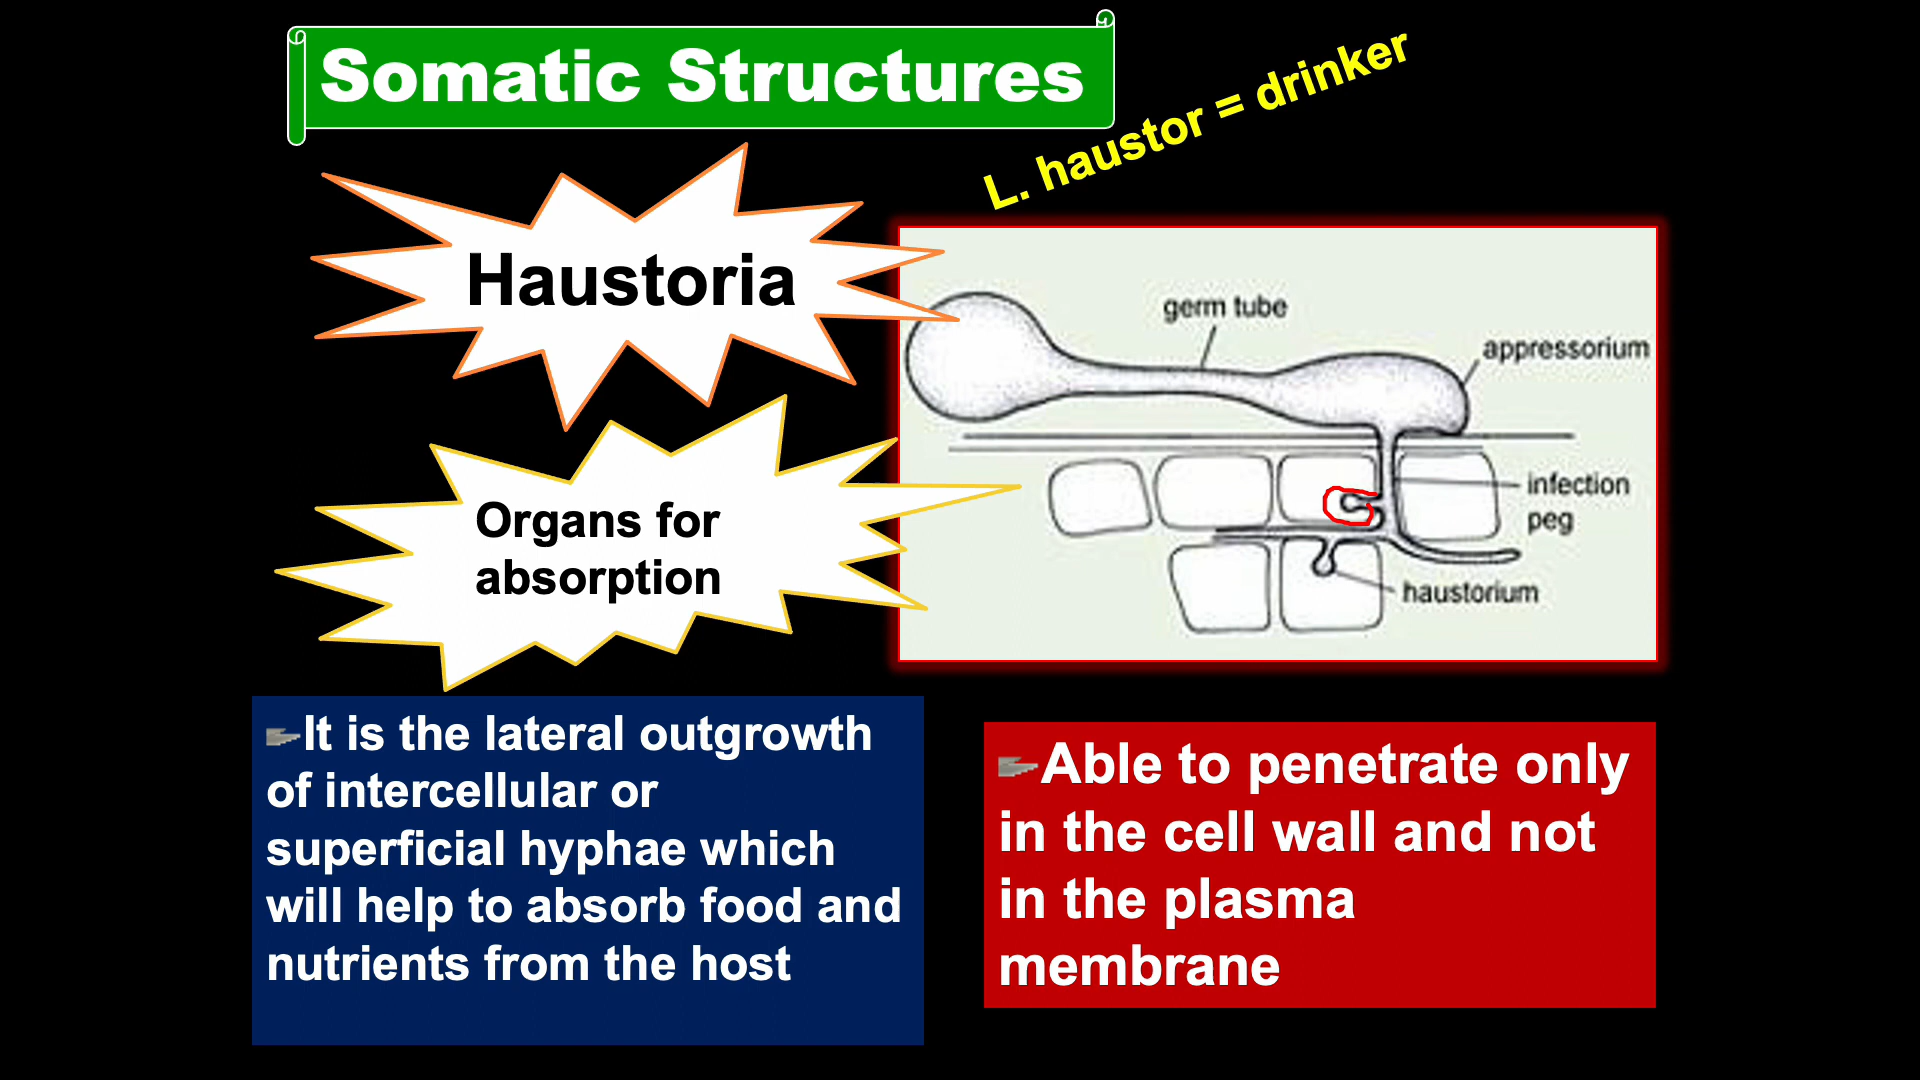 Somatic Structures
L. haustor = drinker
Haustoria
germ tube
appressorium
Organs for
absorption
infection
peg
haustorium
It is the lateral outgrowth
of intercellular or
superficial hyphae which
will help to absorb food and
nutrients from the host
Able to penetrate only
in the cell wall and not
in the plasma
membrane